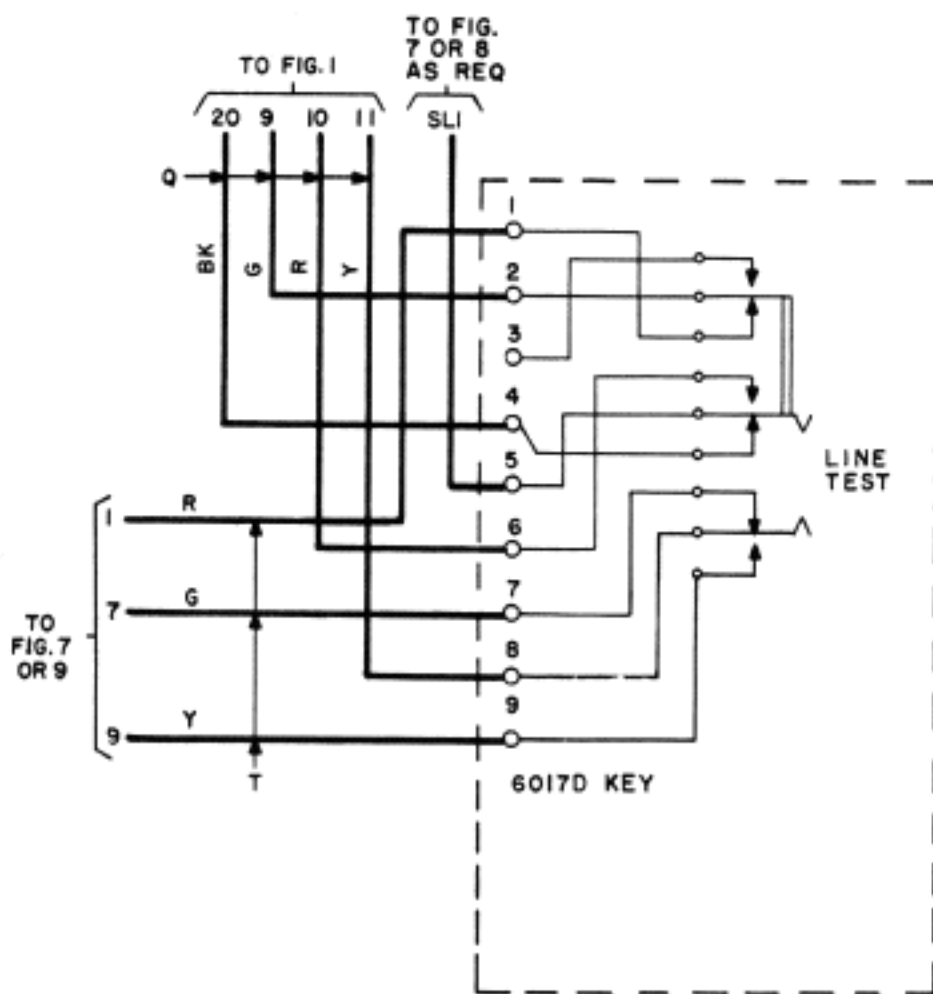 TO FIG.
7 OR 8
AS REQ
TO FIG. 1
20 9 10 11
SL1
Q
BK G R Y
1
2
3
4
5
LINE
TEST
1 R
6
7 G
7
TO
FIG. 7
OR 9
8
9
9 Y
T
6017D KEY